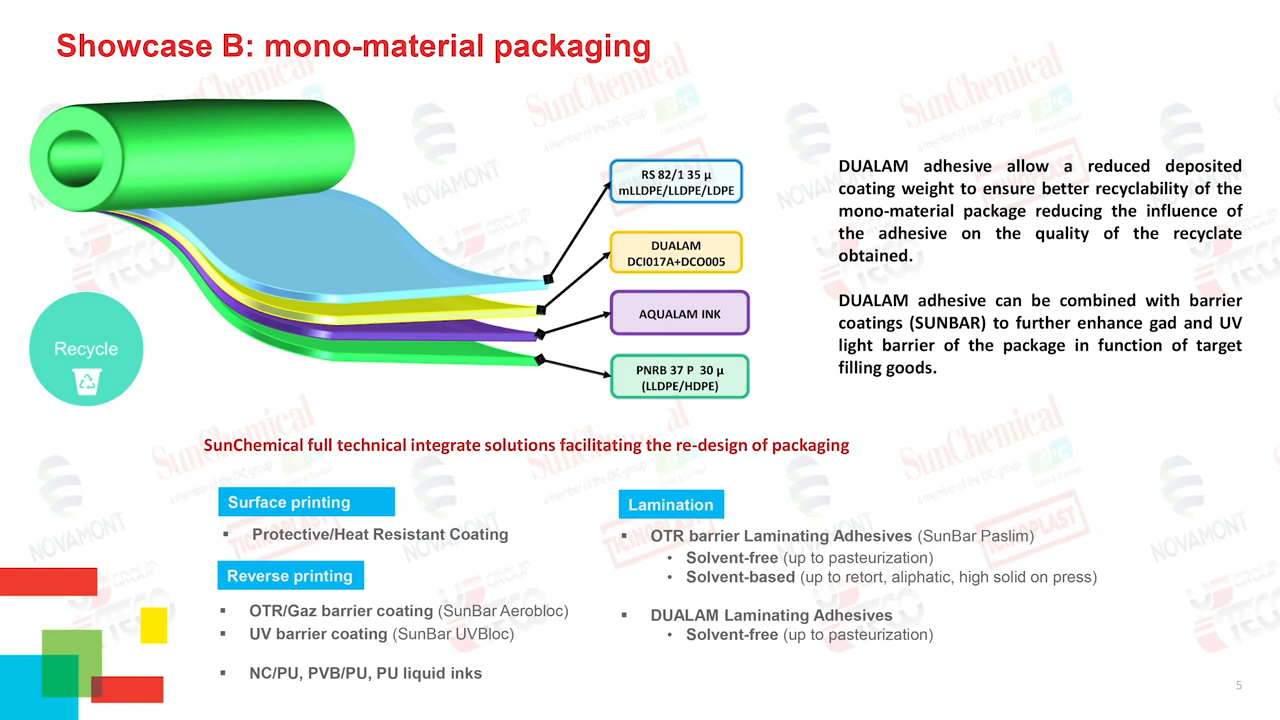 Showcase B: mono-material packaging
RS 82/1 35 µ
mLLDPE/LLDPE/LDPE
DUALAM
DCI017A+DCO005
AQUALAM INK
PNRB 37 P 30 µ
(LLDPE/HDPE)
Recycle
DUALAM adhesive allow a reduced deposited
coating weight to ensure better recyclability of the
mono-material package reducing the influence of
the adhesive on the quality of the recyclate
obtained.
DUALAM adhesive can be combined with barrier
coatings (SUNBAR) to further enhance gad and UV
light barrier of the package in function of target
filling goods.
SunChemical full technical integrate solutions facilitating the re-design of packaging
Surface printing
▪ Protective/Heat Resistant Coating
Reverse printing
▪ OTR/Gaz barrier coating (SunBar Aerobloc)
▪ UV barrier coating (SunBar UVBloc)
▪ NC/PU, PVB/PU, PU liquid inks
Lamination
▪ OTR barrier Laminating Adhesives (SunBar Paslim)
• Solvent-free (up to pasteurization)
• Solvent-based (up to retort, aliphatic, high solid on press)
▪ DUALAM Laminating Adhesives
• Solvent-free (up to pasteurization)
5